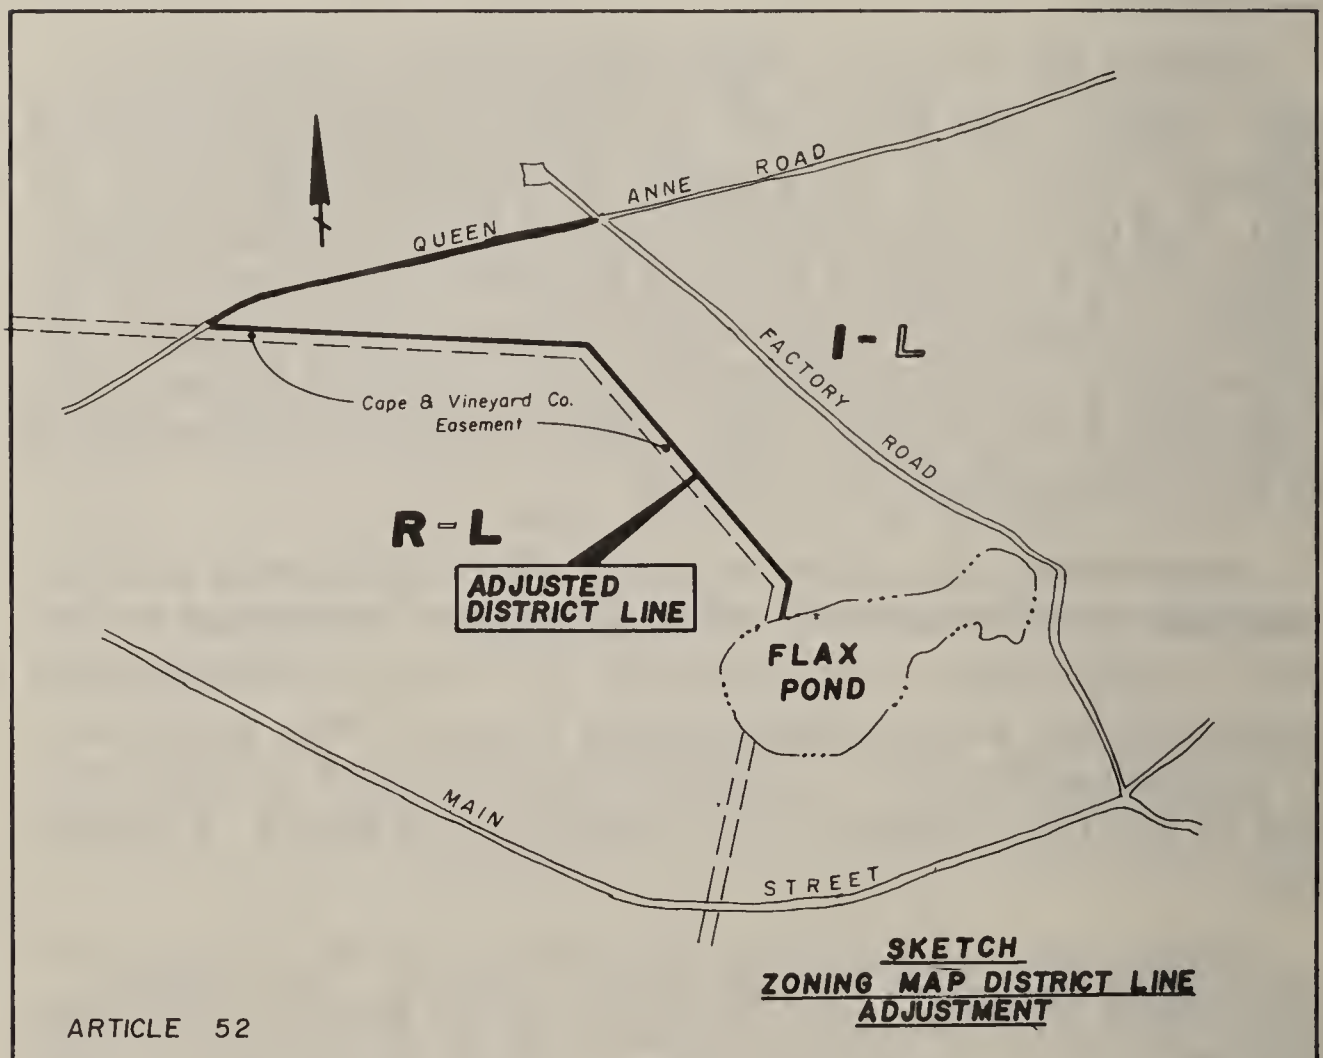 QUEEN ANNE ROAD
FACTORY ROAD
I-L
Cape & Vineyard Co.
Easement
R-L
ADJUSTED
DISTRICT LINE
FLAX
POND
MAIN STREET
SKETCH
ZONING MAP DISTRICT LINE
ADJUSTMENT
ARTICLE 52